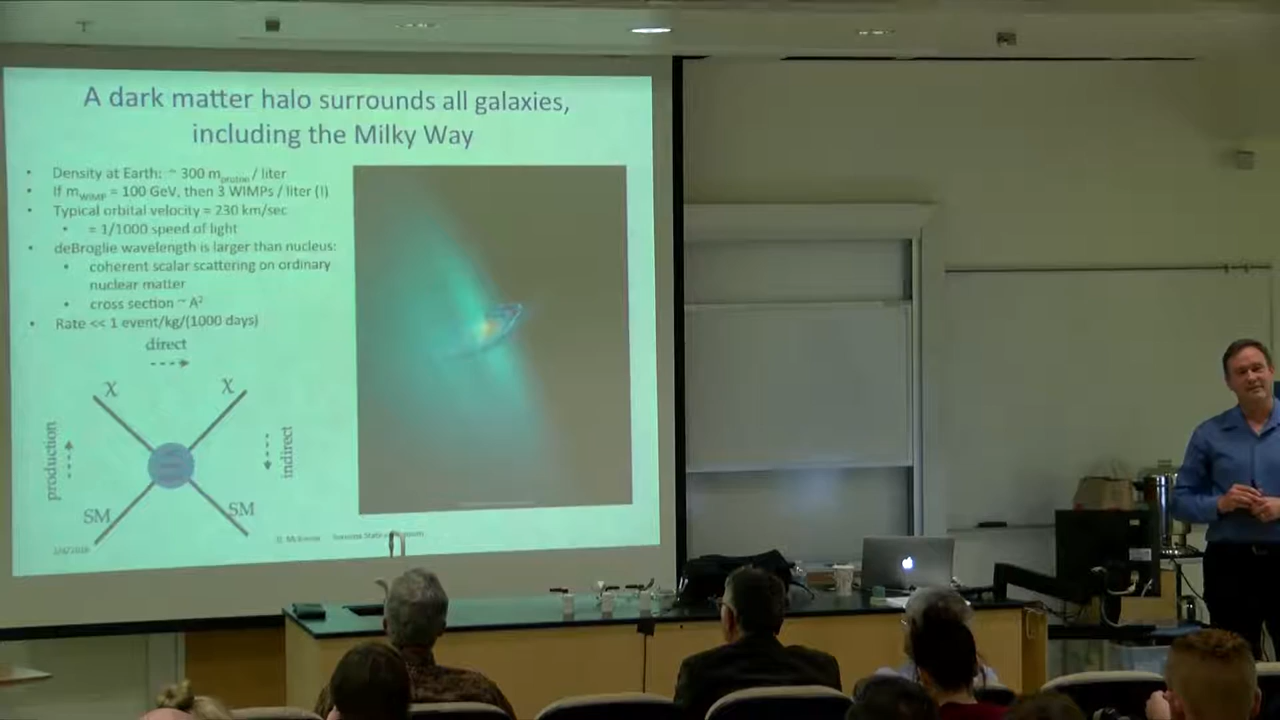 A dark matter halo surrounds all galaxies,
including the Milky Way
• Density at Earth: ~ 300 mproton / liter
• If mWIMP = 100 GeV, then 3 WIMPs / liter (!)
• Typical orbital velocity = 230 km/sec
• = 1/1000 speed of light
• deBroglie wavelength is larger than nucleus:
• coherent scalar scattering on ordinary
nuclear matter
• cross section ~ A²
• Rate << 1 event/kg/(1000 days)
direct
χ χ
production
indirect
SM SM
State